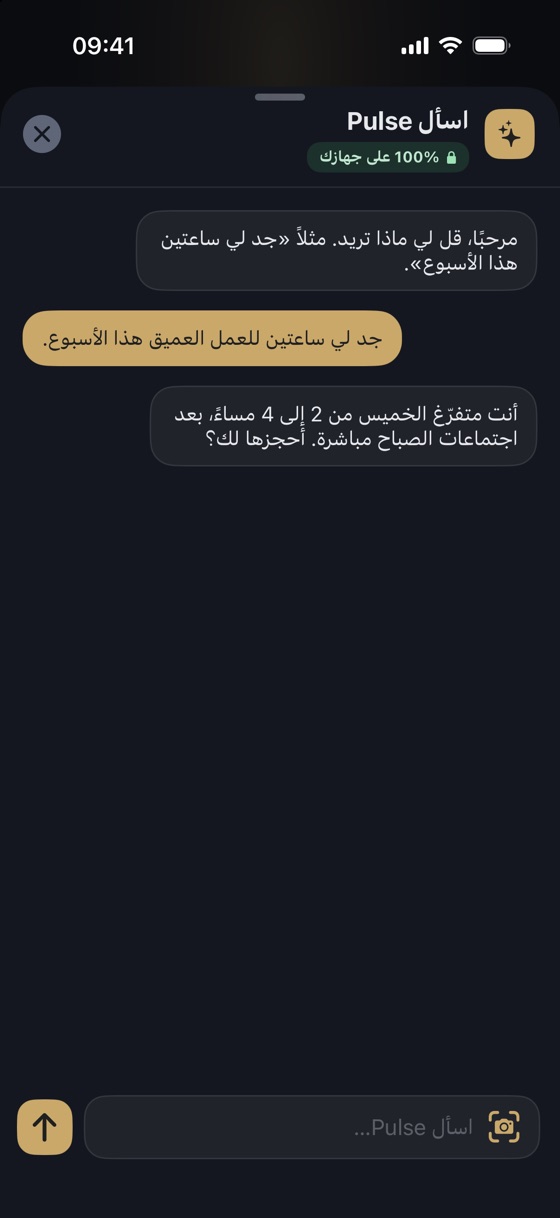 09:41
اسأل Pulse
100% على جهازك
مرحبًا، قل لي ماذا تريد. مثلاً «جد لي ساعتين
هذا الأسبوع».
جد لي ساعتين للعمل العميق هذا الأسبوع.
أنت متفرّغ الخميس من 2 إلى 4 مساءً، بعد
اجتماعات الصباح مباشرة. أحجزها لك؟
اسأل Pulse...